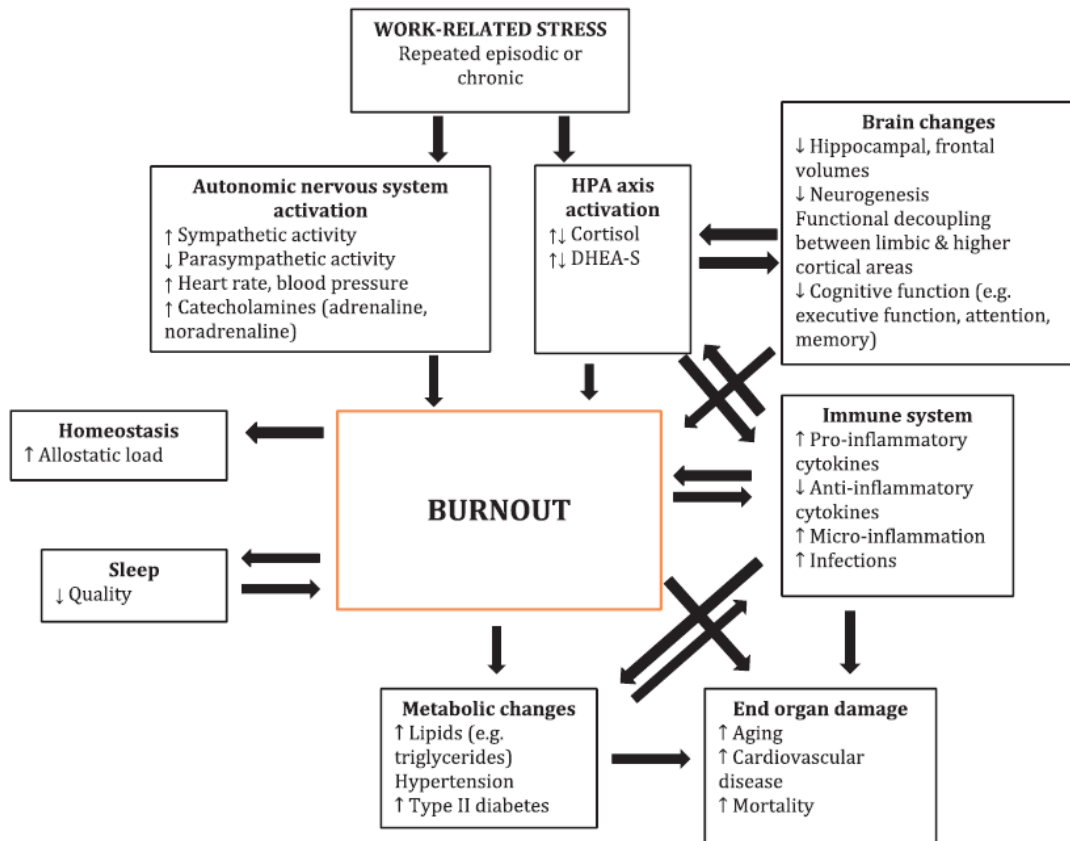 WORK-RELATED STRESS
Repeated episodic or
chronic
Autonomic nervous system
activation
↑ Sympathetic activity
↓ Parasympathetic activity
↑ Heart rate, blood pressure
↑ Catecholamines (adrenaline,
noradrenaline)
HPA axis
activation
↑↓ Cortisol
↑↓ DHEA-S
Brain changes
↓ Hippocampal, frontal
volumes
↓ Neurogenesis
Functional decoupling
between limbic & higher
cortical areas
↓ Cognitive function (e.g.
executive function, attention,
memory)
Homeostasis
↑ Allostatic load
BURNOUT
Immune system
↑ Pro-inflammatory
cytokines
↓ Anti-inflammatory
cytokines
↑ Micro-inflammation
↑ Infections
Sleep
↓ Quality
Metabolic changes
↑ Lipids (e.g.
triglycerides)
Hypertension
↑ Type II diabetes
End organ damage
↑ Aging
↑ Cardiovascular
disease
↑ Mortality